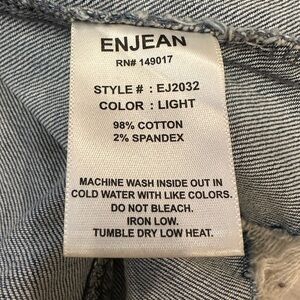 ENJEAN
RN# 149017
STYLE # : EJ2032
COLOR : LIGHT
98% COTTON
2% SPANDEX
MACHINE WASH INSIDE OUT IN
COLD WATER WITH LIKE COLORS.
DO NOT BLEACH.
IRON LOW.
TUMBLE DRY LOW HEAT.